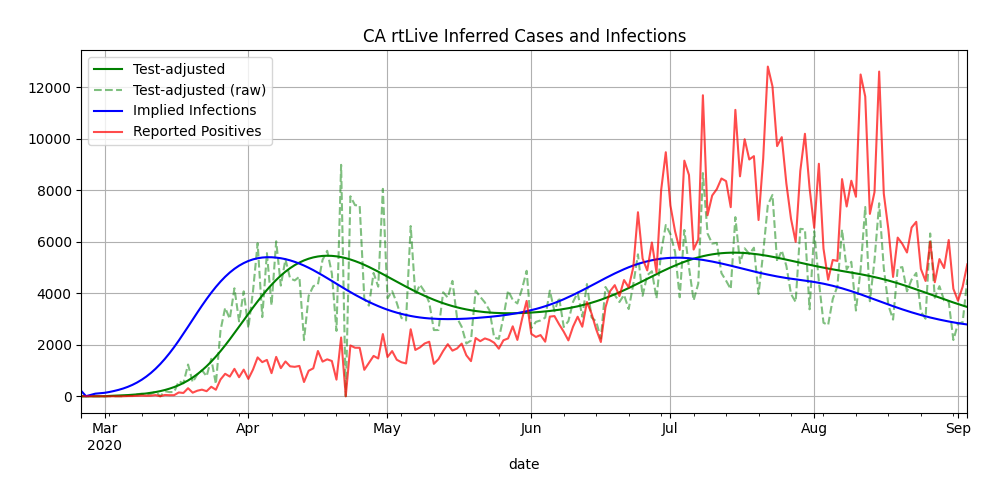 CA rtLive Inferred Cases and Infections
Test-adjusted
Test-adjusted (raw)
Implied Infections
Reported Positives
12000
10000
8000
6000
4000
2000
0
Mar Apr May Jun Jul Aug Sep
2020
date